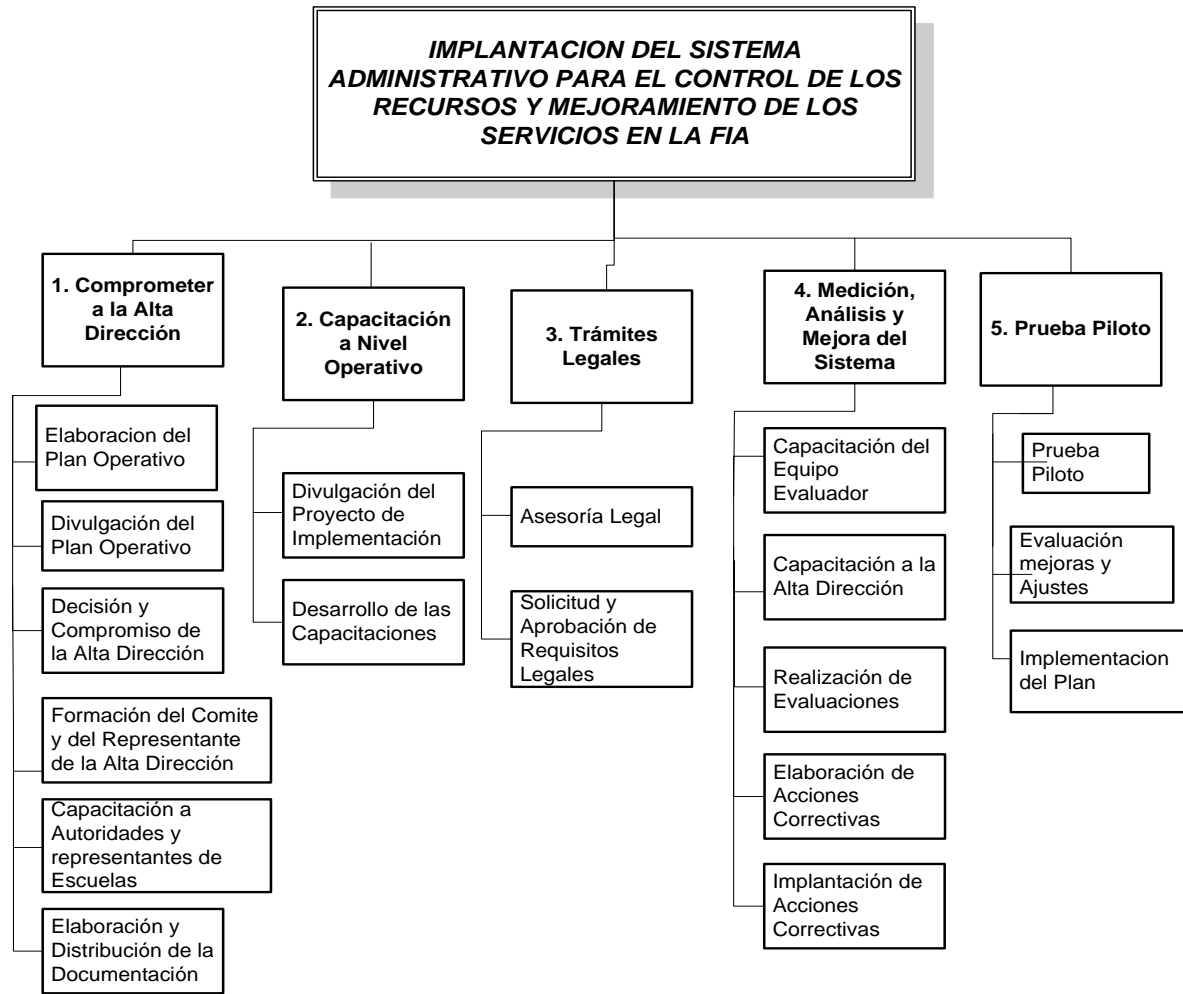 IMPLANTACION DEL SISTEMA
ADMINISTRATIVO PARA EL CONTROL DE LOS
RECURSOS Y MEJORAMIENTO DE LOS
SERVICIOS EN LA FIA
1. Comprometer
a la Alta
Dirección
Elaboracion del
Plan Operativo
Divulgación del
Plan Operativo
Decisión y
Compromiso de
la Alta Dirección
Formación del Comite
y del Representante
de la Alta Dirección
Capacitación a
Autoridades y
representantes de
Escuelas
Elaboración y
Distribución de la
Documentación
2. Capacitación
a Nivel
Operativo
Divulgación del
Proyecto de
Implementación
Desarrollo de las
Capacitaciones
3. Trámites
Legales
Asesoría Legal
Solicitud y
Aprobación de
Requisitos
Legales
4. Medición,
Análisis y
Mejora del
Sistema
Capacitación del
Equipo
Evaluador
Capacitación a la
Alta Dirección
Realización de
Evaluaciones
Elaboración de
Acciones
Correctivas
Implantación de
Acciones
Correctivas
5. Prueba Piloto
Prueba
Piloto
Evaluación
mejoras y
Ajustes
Implementacion
del Plan